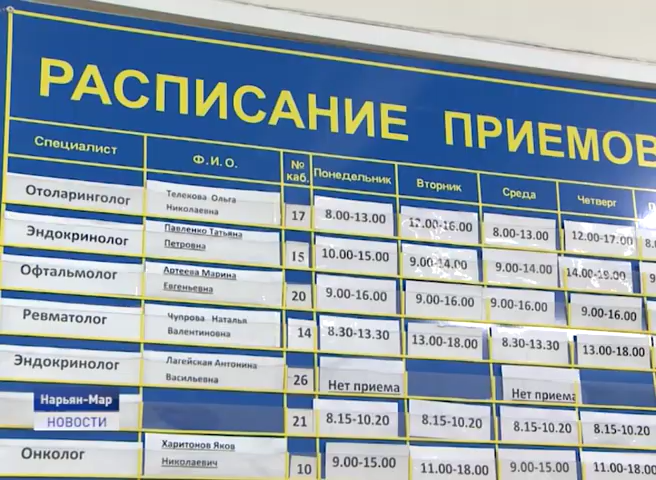 РАСПИСАНИЕ ПРИЕМОВ
Специалист Ф.И.О. № каб. Понедельник Вторник Среда Четверг
Отоларинголог Телекова Ольга Николаевна 17 8.00-13.00 12.00-16.00 8.00-13.00 12.00-17.00
Эндокринолог Павленко Татьяна Петровна 15 10.00-15.00 9.00-14.00 9.00-14.00 14.00-19.00
Офтальмолог Артеева Марина Евгеньевна 20 9.00-16.00 9.00-16.00 9.00-16.00 9.00-16.00
Ревматолог Чупрова Наталья Валентиновна 14 8.30-13.30 13.00-18.00 8.30-13.30 13.00-18.00
Эндокринолог Лагейская Антонина Васильевна 26 Нет приема Нет приема
Нарьян-Мар
НОВОСТИ
21 8.15-10.20 8.15-10.20 8.15-10.20 8.15-10.20
Онколог Харитонов Яков Николаевич 10 9.00-15.00 11.00-18.00 9.00-15.00 11.00-18.00